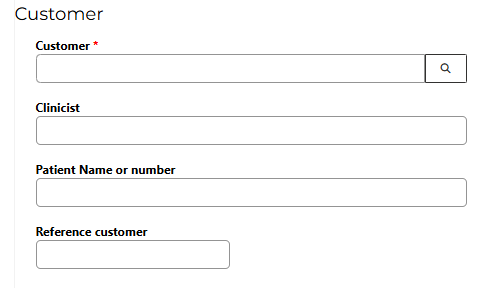 Customer
Customer *
Clinicist
Patient Name or number
Reference customer